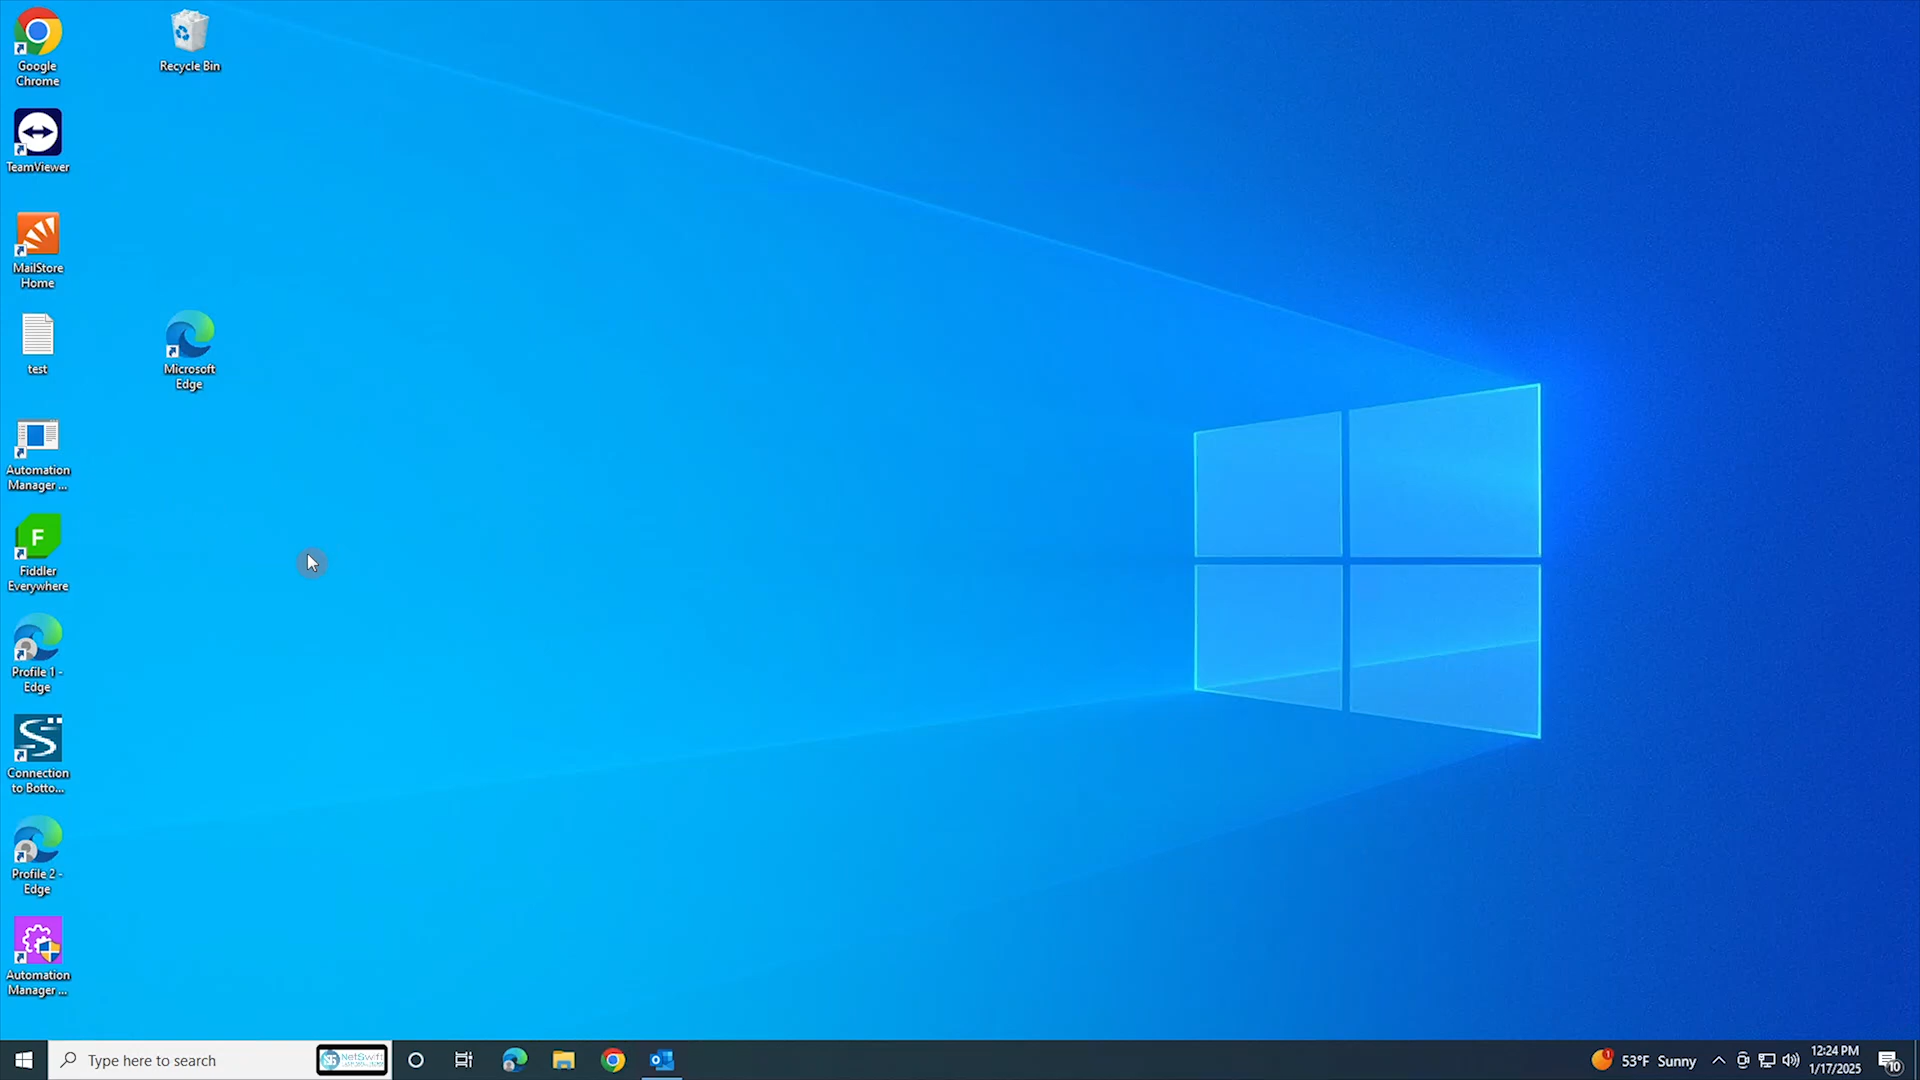 Google
Chrome
Recycle Bin
TeamViewer
MailStore
Home
test
Microsoft
Edge
Automation
Manager ...
F
Fiddler
Everywhere
Profile 1 -
Edge
Connection
to Botto...
Profile 2 -
Edge
Automation
Manager ...
Type here to search
NetSwift
1
53°F Sunny
12:24 PM
1/17/2025
10